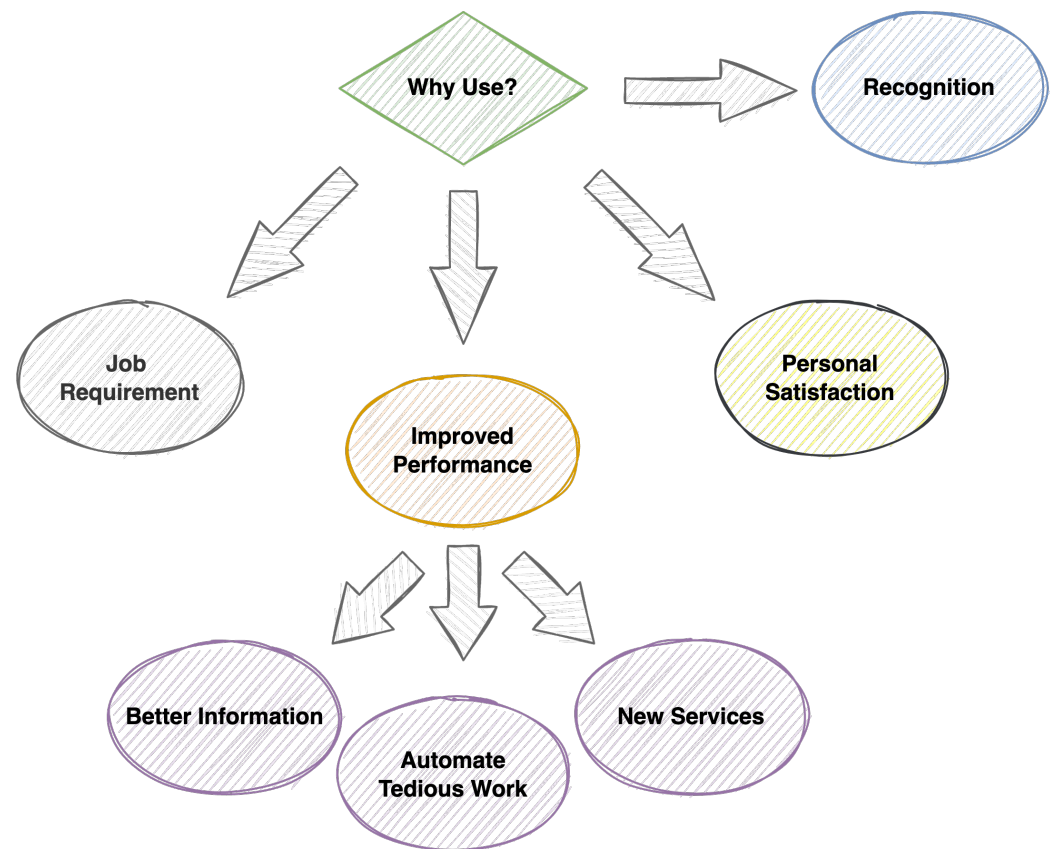 Why Use?
Recognition
Job
Requirement
Personal
Satisfaction
Improved
Performance
Better Information
New Services
Automate
Tedious Work